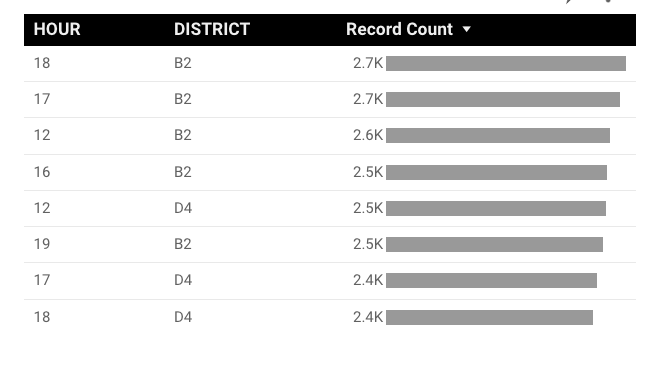 HOUR DISTRICT Record Count
18 B2 2.7K
17 B2 2.7K
12 B2 2.6K
16 B2 2.5K
12 D4 2.5K
19 B2 2.5K
17 D4 2.4K
18 D4 2.4K